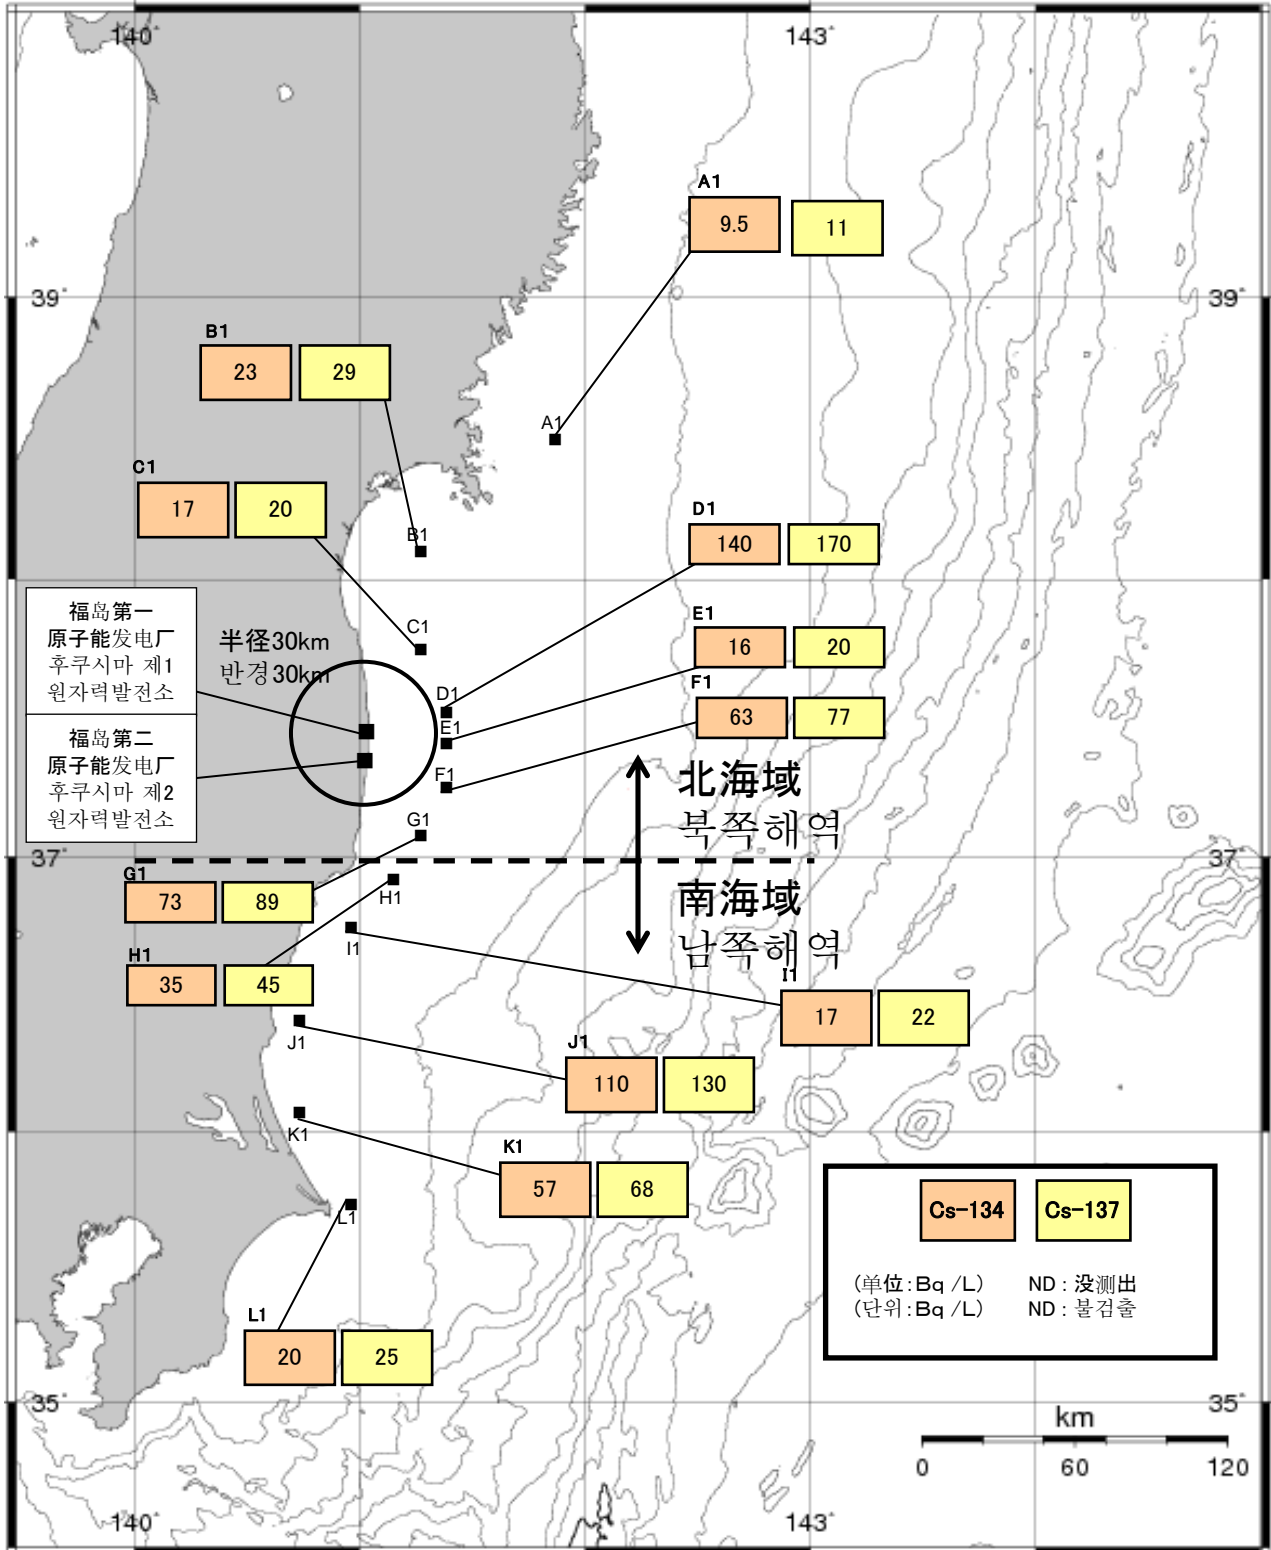 140°
143°
A1
9.5
11
39°
39°
B1
23
29
A1
C1
17
20
D1
140
170
B1
福岛第一
原子能发电厂
후쿠시마 제1
원자력발전소
半径30km
반경30km
C1
E1
16
20
D1
F1
63
77
E1
福岛第二
原子能发电厂
후쿠시마 제2
원자력발전소
F1
北海域
북쪽해역
G1
37°
37°
G1
73
89
H1
南海域
남쪽해역
I1
H1
35
45
I1
17
22
J1
J1
110
130
K1
K1
57
68
L1
Cs-134
Cs-137
(单位:Bq /L) ND : 没测出
(단위:Bq /L) ND : 불검출
L1
20
25
35°
35°
km
0
60
120
140°
143°